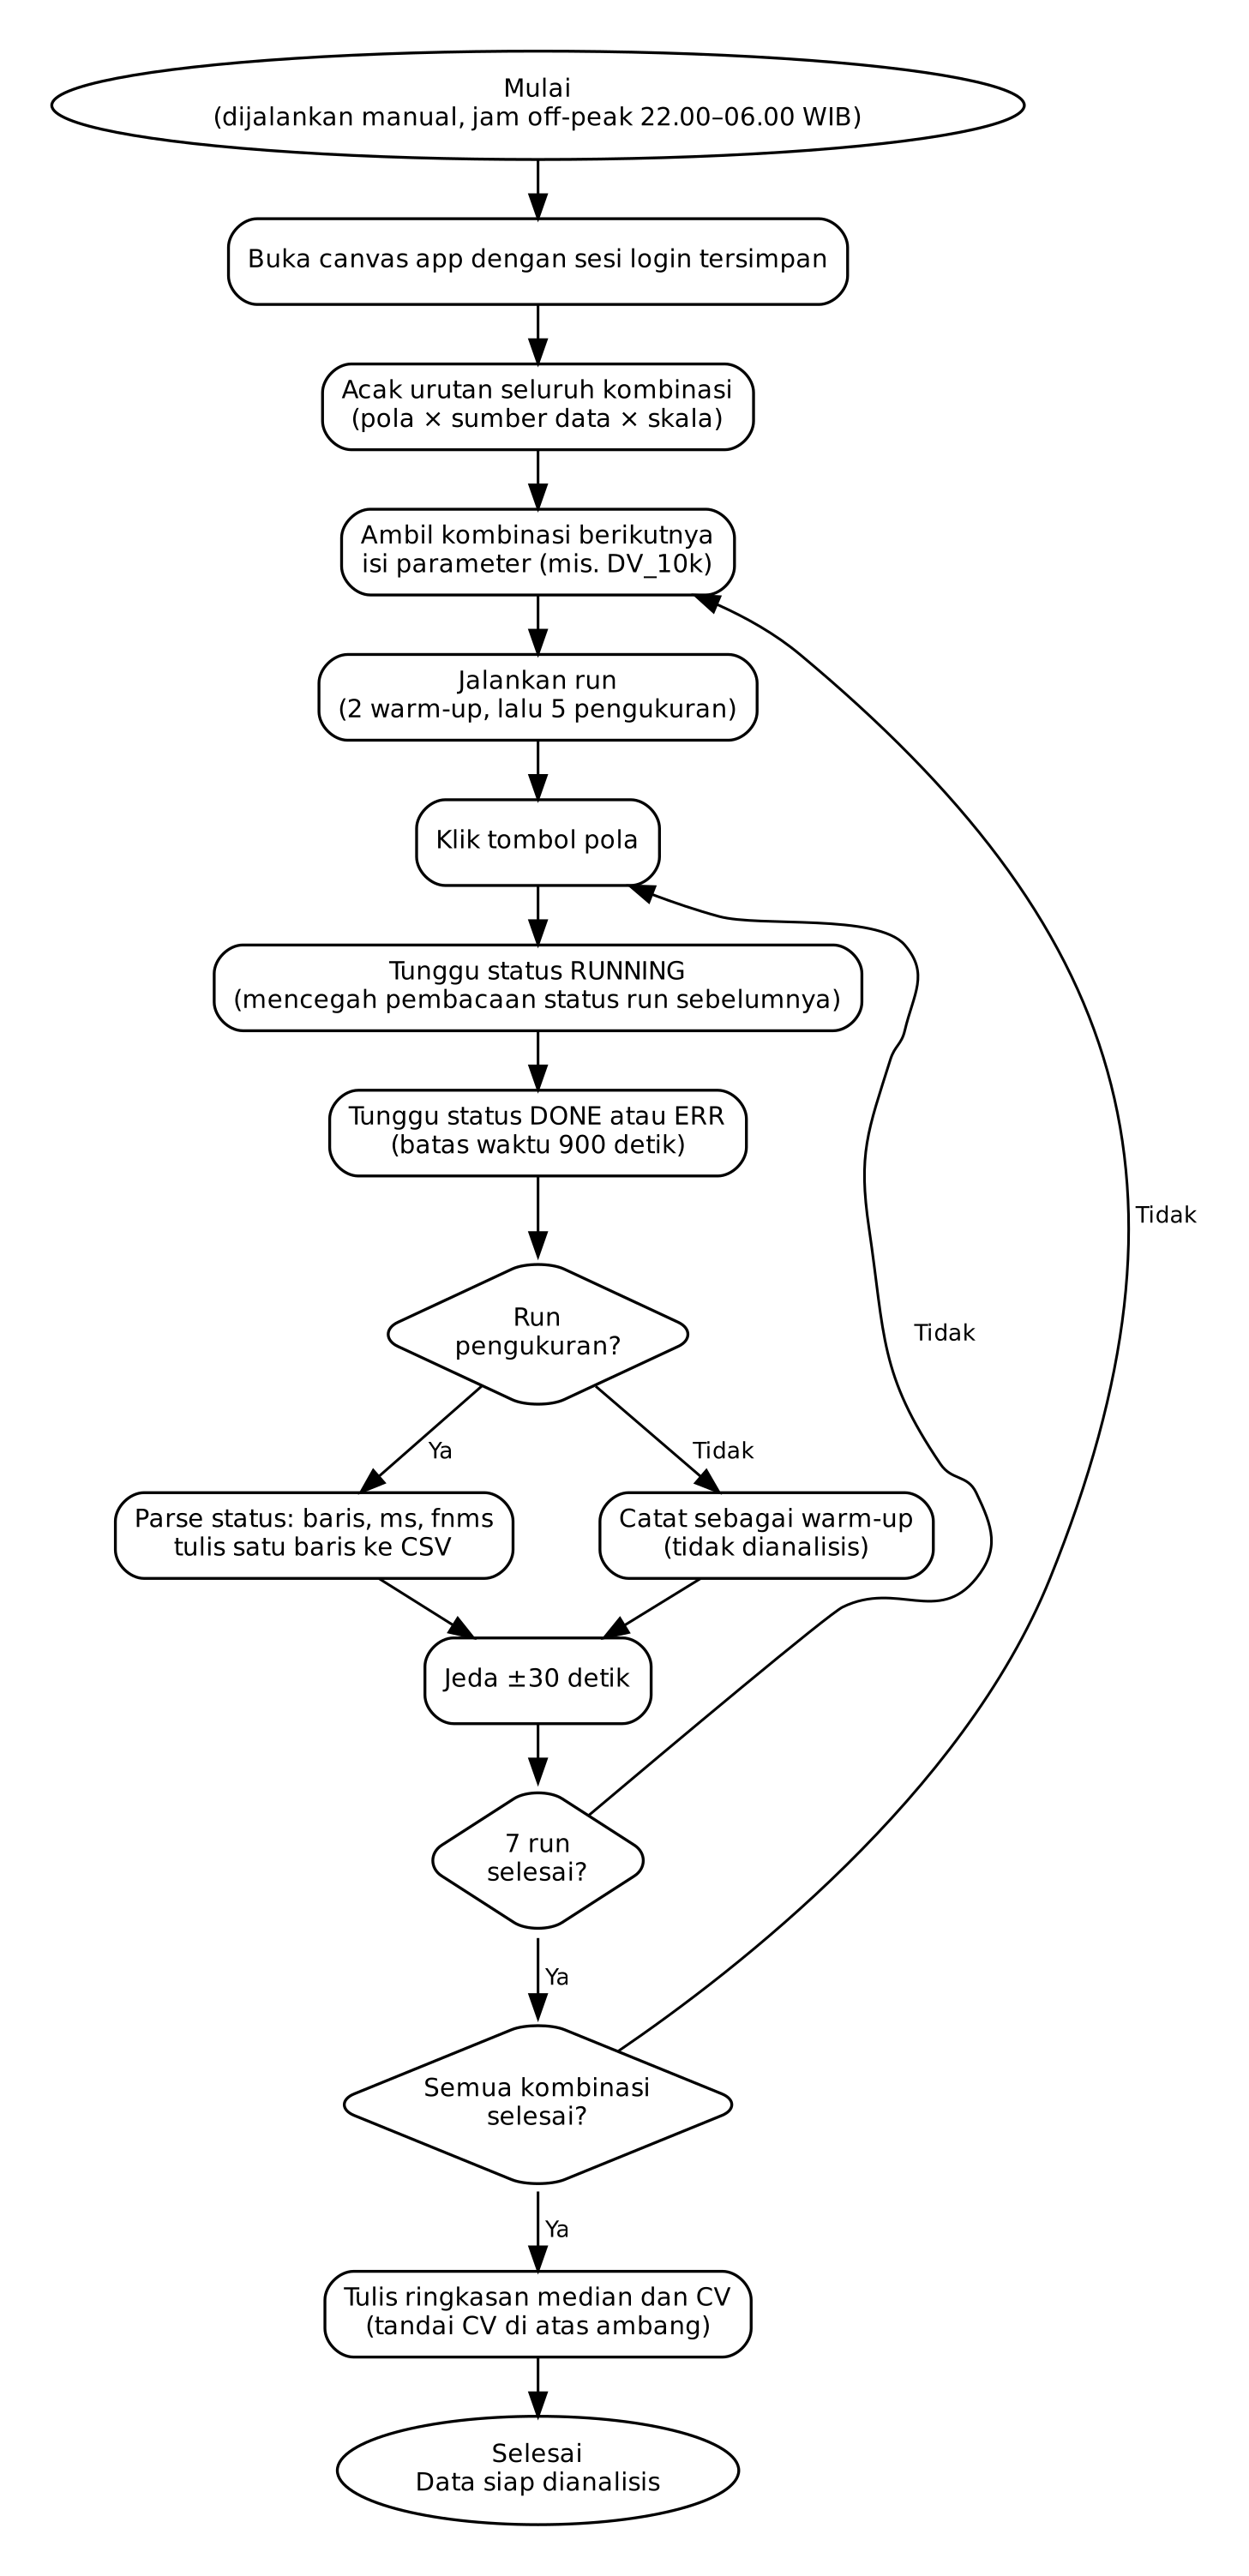 Mulai
(dijalankan manual, jam off-peak 22.00–06.00 WIB)
Buka canvas app dengan sesi login tersimpan
Acak urutan seluruh kombinasi
(pola × sumber data × skala)
Ambil kombinasi berikutnya
isi parameter (mis. DV_10k)
Jalankan run
(2 warm-up, lalu 5 pengukuran)
Klik tombol pola
Tunggu status RUNNING
(mencegah pembacaan status run sebelumnya)
Tunggu status DONE atau ERR
(batas waktu 900 detik)
Tidak
Run
pengukuran?
Tidak
Ya
Tidak
Parse status: baris, ms, fnms
tulis satu baris ke CSV
Catat sebagai warm-up
(tidak dianalisis)
Jeda ±30 detik
7 run
selesai?
Ya
Semua kombinasi
selesai?
Ya
Tulis ringkasan median dan CV
(tandai CV di atas ambang)
Selesai
Data siap dianalisis